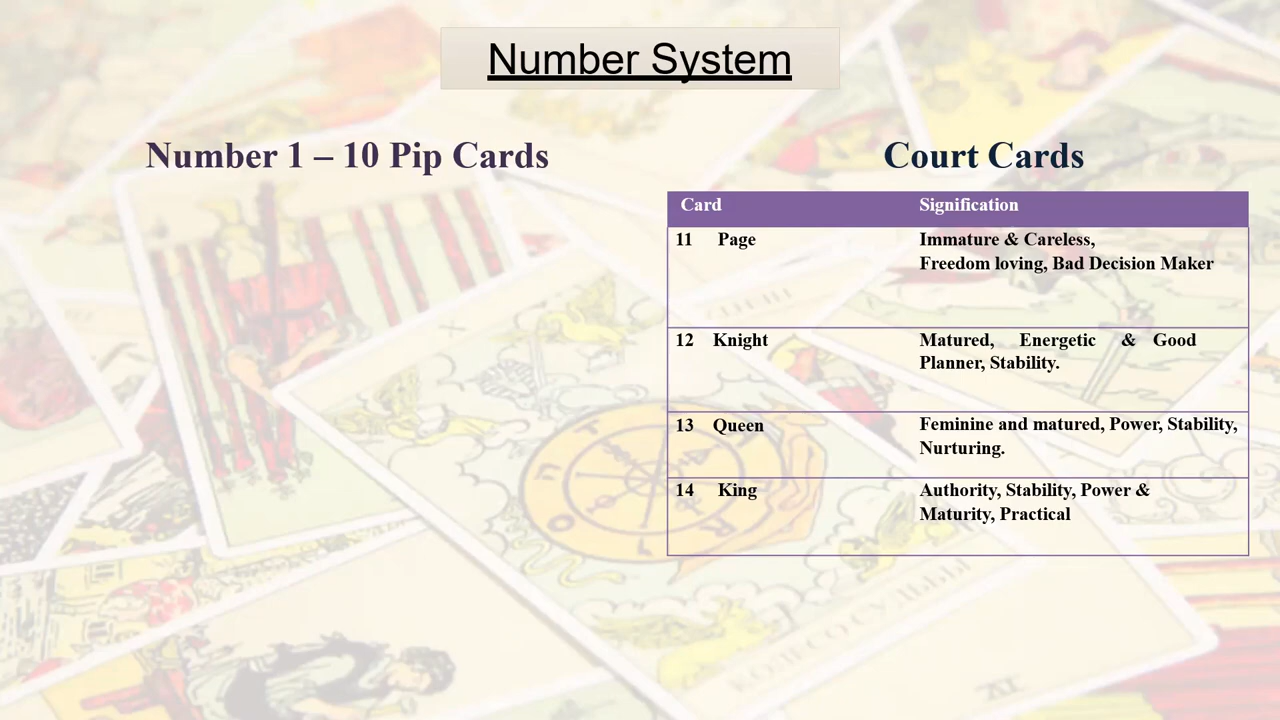 Number System
Number 1 – 10 Pip Cards
Court Cards
Card Signification
11 Page Immature & Careless,
Freedom loving, Bad Decision Maker
12 Knight Matured, Energetic & Good
Planner, Stability.
13 Queen Feminine and matured, Power, Stability,
Nurturing.
14 King Authority, Stability, Power &
Maturity, Practical
X
КОЛЕСО СУДЬБЫ